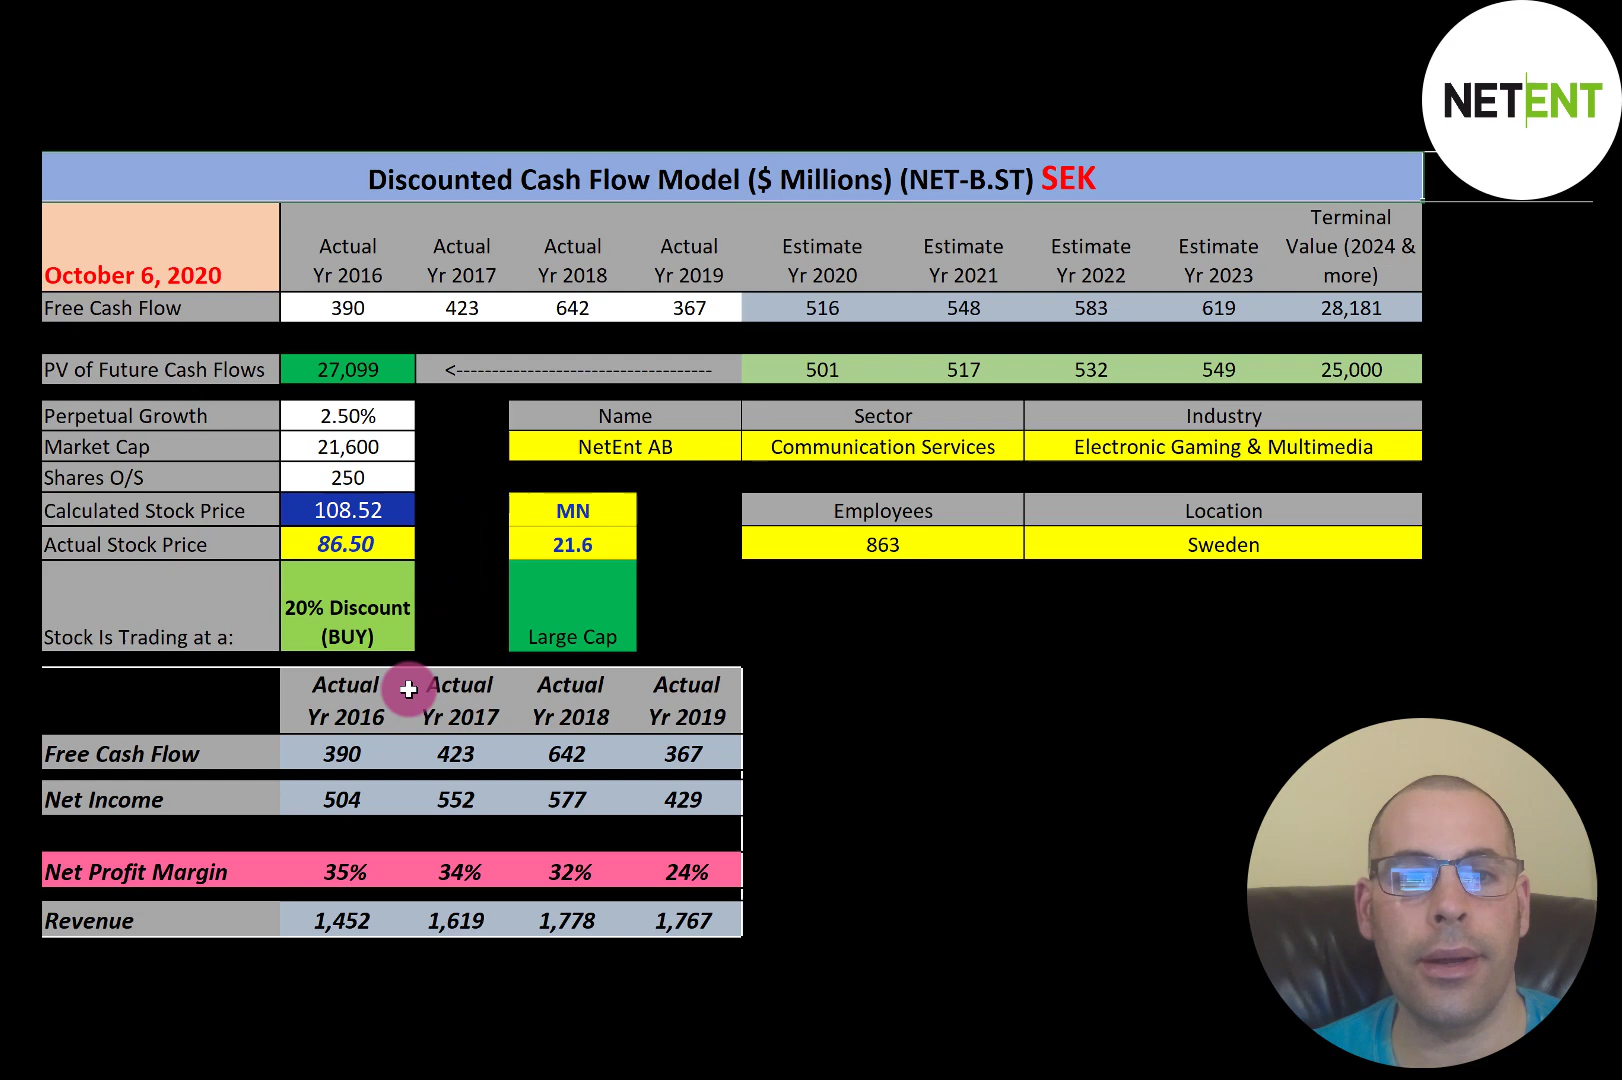 NETENT
Discounted Cash Flow Model ($ Millions) (NET-B.ST) SEK
October 6, 2020 Actual Yr 2016 Actual Yr 2017 Actual Yr 2018 Actual Yr 2019 Estimate Yr 2020 Estimate Yr 2021 Estimate Yr 2022 Estimate Yr 2023 Terminal Value (2024 & more)
Free Cash Flow 390 423 642 367 516 548 583 619 28,181
PV of Future Cash Flows 27,099 <------------------------------------ 501 517 532 549 25,000
Perpetual Growth 2.50% Name Sector Industry
Market Cap 21,600 NetEnt AB Communication Services Electronic Gaming & Multimedia
Shares O/S 250
Calculated Stock Price 108.52 MN Employees Location
Actual Stock Price 86.50 21.6 863 Sweden
Stock Is Trading at a: 20% Discount (BUY) Large Cap
Actual Yr 2016 Actual Yr 2017 Actual Yr 2018 Actual Yr 2019
Free Cash Flow 390 423 642 367
Net Income 504 552 577 429
Net Profit Margin 35% 34% 32% 24%
Revenue 1,452 1,619 1,778 1,767